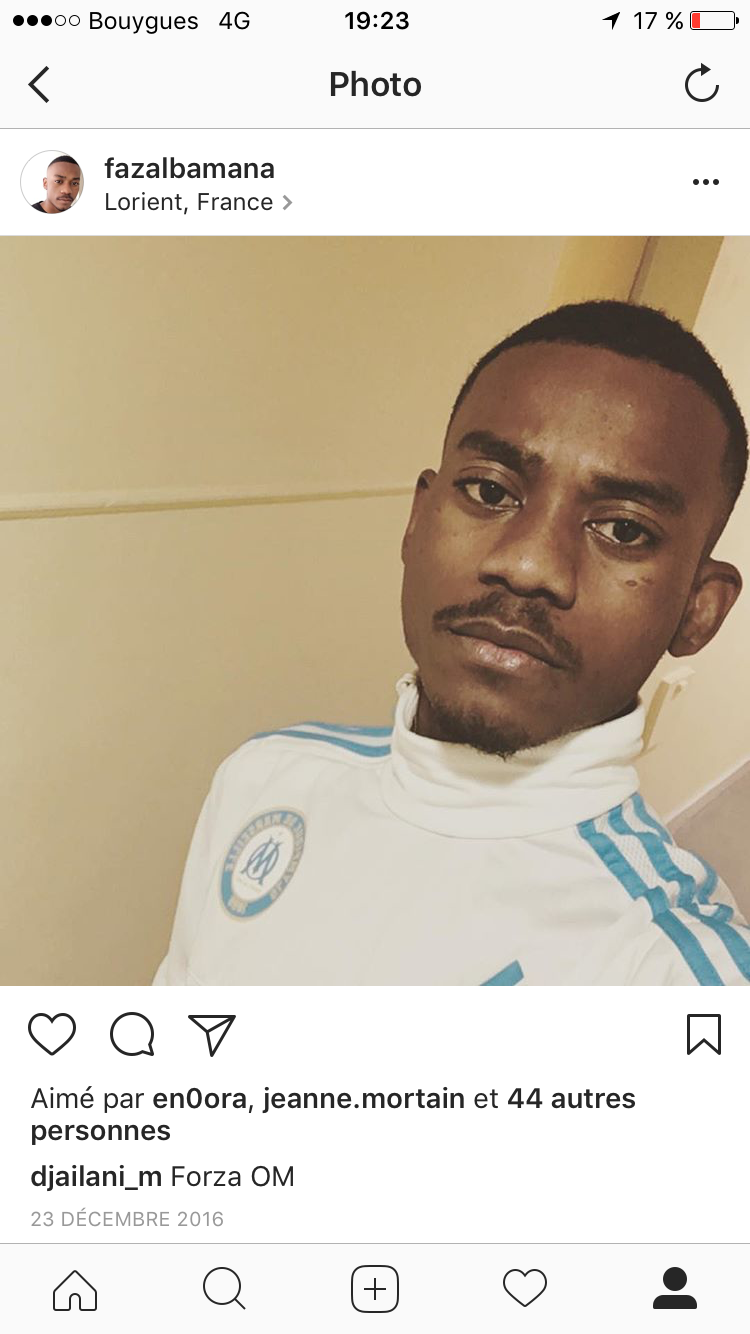 Bouygues 4G 19:23 17 %
Photo
fazalbamana
Lorient, France
Aimé par en0ora, jeanne.mortain et 44 autres
personnes
djailani_m Forza OM
23 DÉCEMBRE 2016